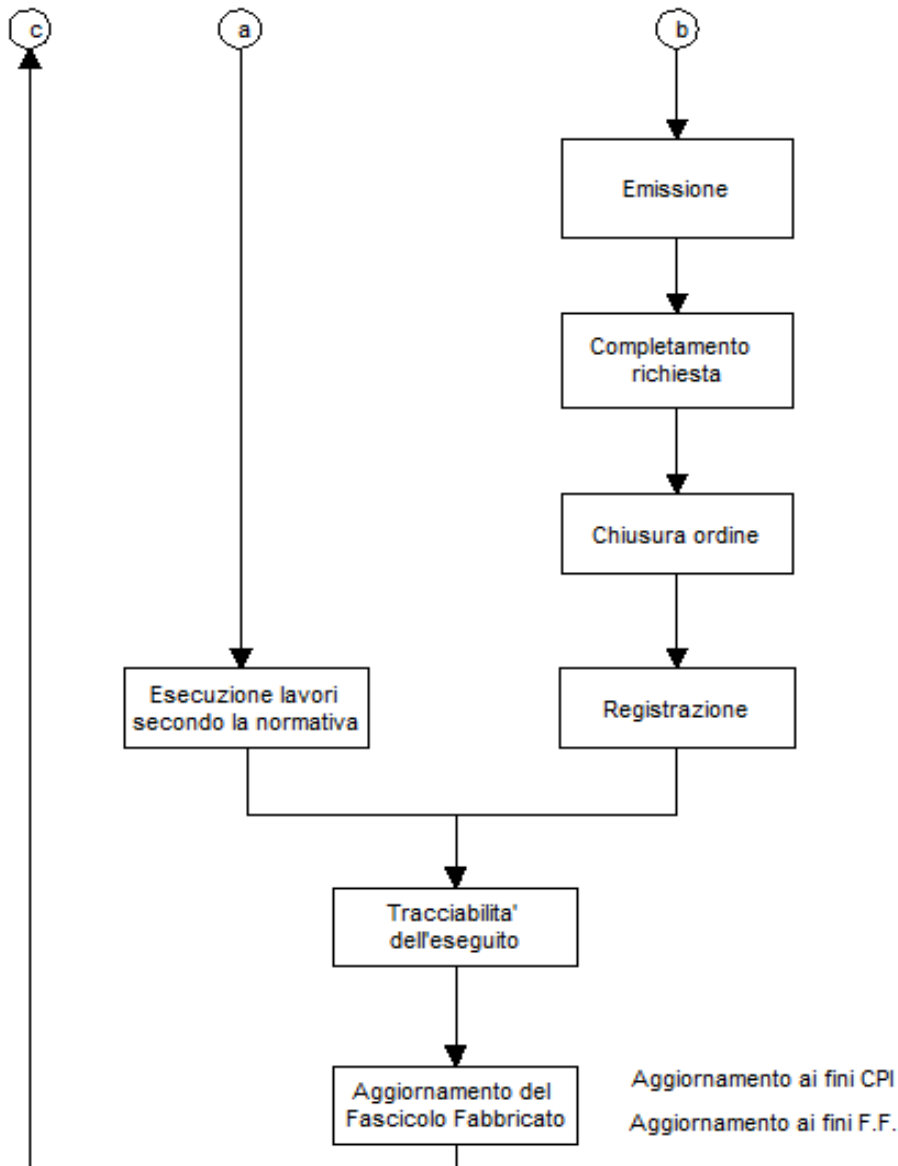 c
a
b
Emissione
Completamento
richiesta
Chiusura ordine
Esecuzione lavori
secondo la normativa
Registrazione
Tracciabilita'
dell'eseguito
Aggiornamento del
Fascicolo Fabbricato
Aggiornamento ai fini CPI
Aggiornamento ai fini F.F.